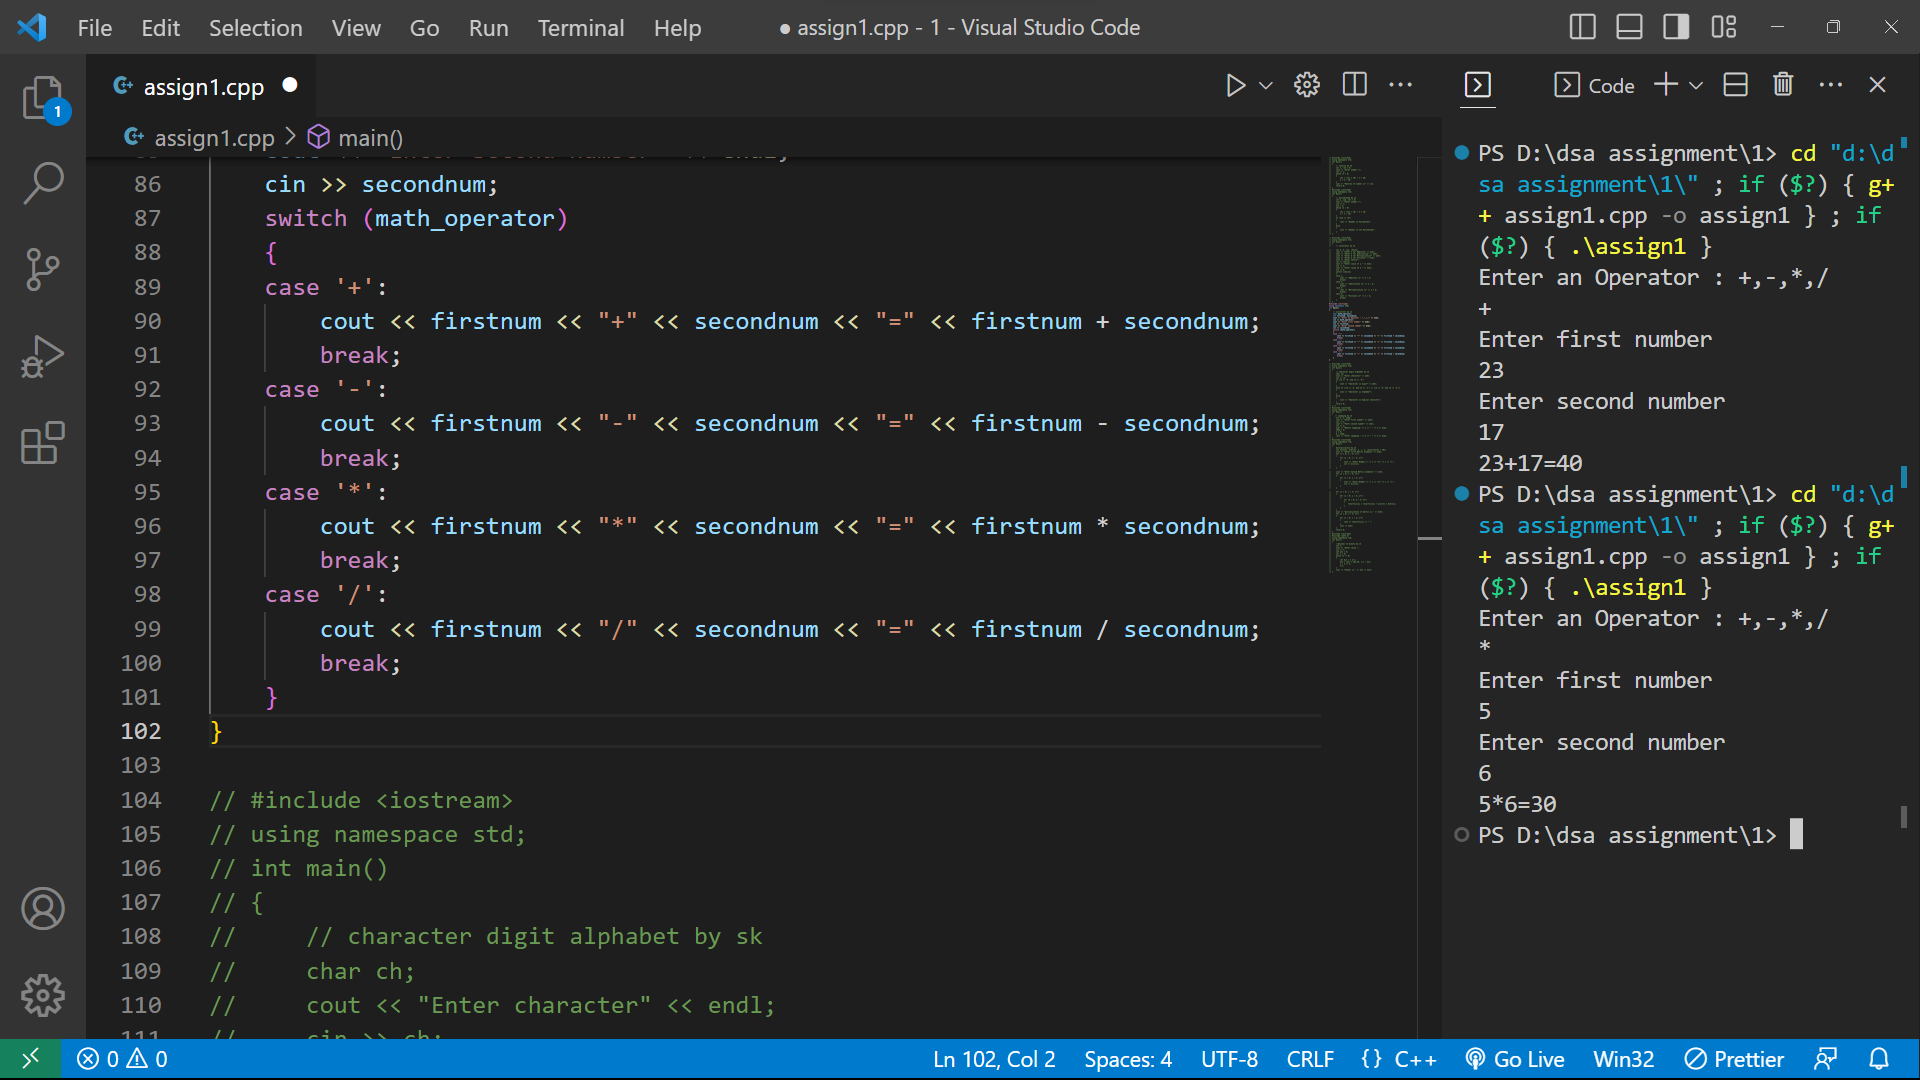 File Edit Selection View Go Run Terminal Help
● assign1.cpp - 1 - Visual Studio Code
1
assign1.cpp ●
assign1.cpp > main()
86 cin >> secondnum;
87 switch (math_operator)
88 {
89 case '+':
90 cout << firstnum << "+" << secondnum << "=" << firstnum + secondnum;
91 break;
92 case '-':
93 cout << firstnum << "-" << secondnum << "=" << firstnum - secondnum;
94 break;
95 case '*':
96 cout << firstnum << "*" << secondnum << "=" << firstnum * secondnum;
97 break;
98 case '/':
99 cout << firstnum << "/" << secondnum << "=" << firstnum / secondnum;
100 break;
101 }
102 }
103
104 // #include <iostream>
105 // using namespace std;
106 // int main()
107 // {
108 // // character digit alphabet by sk
109 // char ch;
110 // cout << "Enter character" << endl;
111 // cin >> ch;
Code
PS D:\dsa assignment\1> cd "d:\d
sa assignment\1\" ; if ($?) { g+
+ assign1.cpp -o assign1 } ; if
($?) { .\assign1 }
Enter an Operator : +,-,*,/
+
Enter first number
23
Enter second number
17
23+17=40
PS D:\dsa assignment\1> cd "d:\d
sa assignment\1\" ; if ($?) { g+
+ assign1.cpp -o assign1 } ; if
($?) { .\assign1 }
Enter an Operator : +,-,*,/
*
Enter first number
5
Enter second number
6
5*6=30
PS D:\dsa assignment\1>
0 0
Ln 102, Col 2 Spaces: 4 UTF-8 CRLF {} C++ Go Live Win32 Prettier